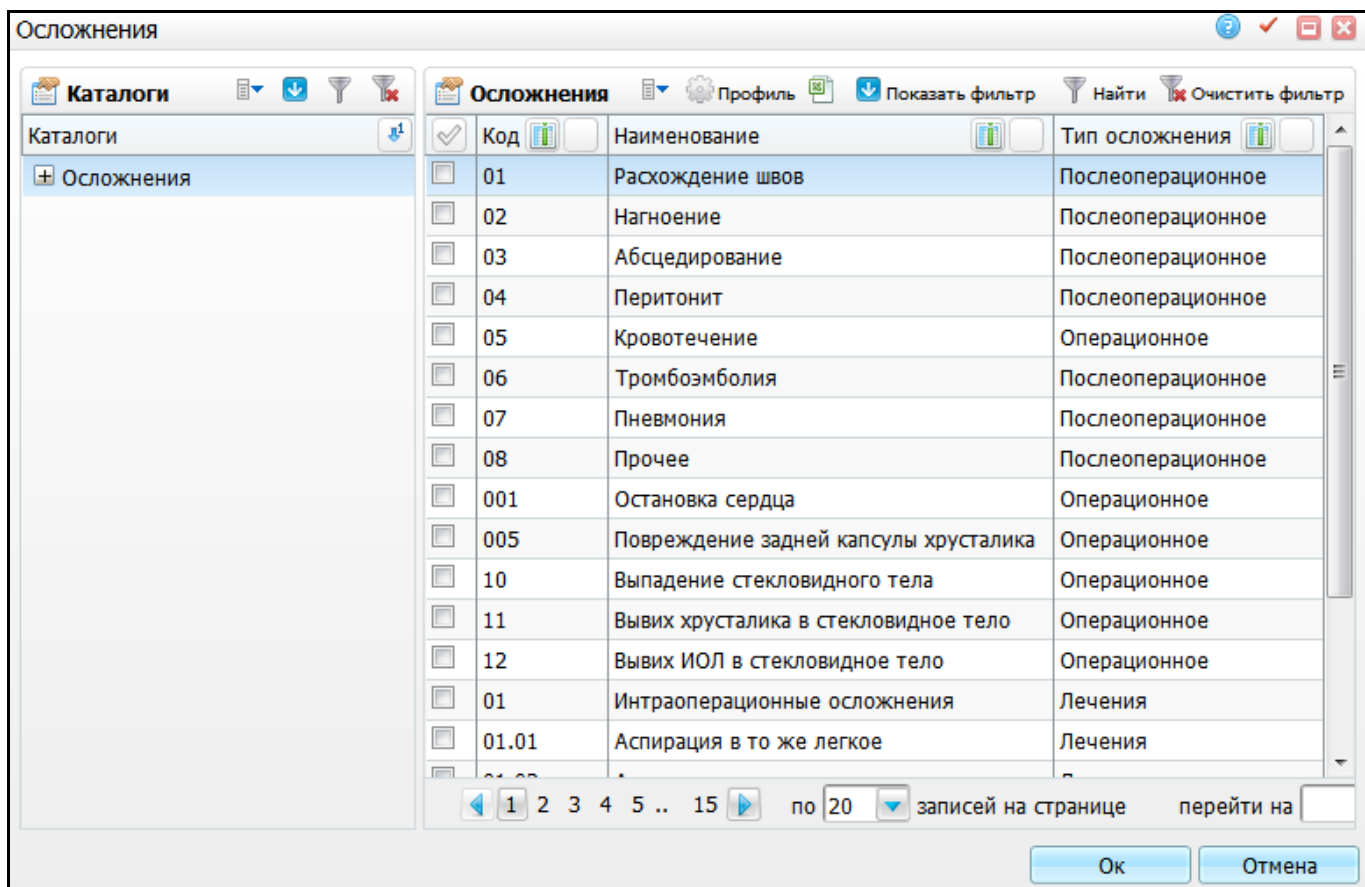 Осложнения
Каталоги
Осложнения Профиль Показать фильтр Найти Очистить фильтр
Каталоги 1
Код Наименование Тип осложнения
Осложнения
01 Расхождение швов Послеоперационное
02 Нагноение Послеоперационное
03 Абсцедирование Послеоперационное
04 Перитонит Послеоперационное
05 Кровотечение Операционное
06 Тромбоэмболия Послеоперационное
07 Пневмония Послеоперационное
08 Прочее Послеоперационное
001 Остановка сердца Операционное
005 Повреждение задней капсулы хрусталика Операционное
10 Выпадение стекловидного тела Операционное
11 Вывих хрусталика в стекловидное тело Операционное
12 Вывих ИОЛ в стекловидное тело Операционное
01 Интраоперационные осложнения Лечения
01.01 Аспирация в то же легкое Лечения
1 2 3 4 5 .. 15 по 20 записей на странице перейти на
Ок Отмена